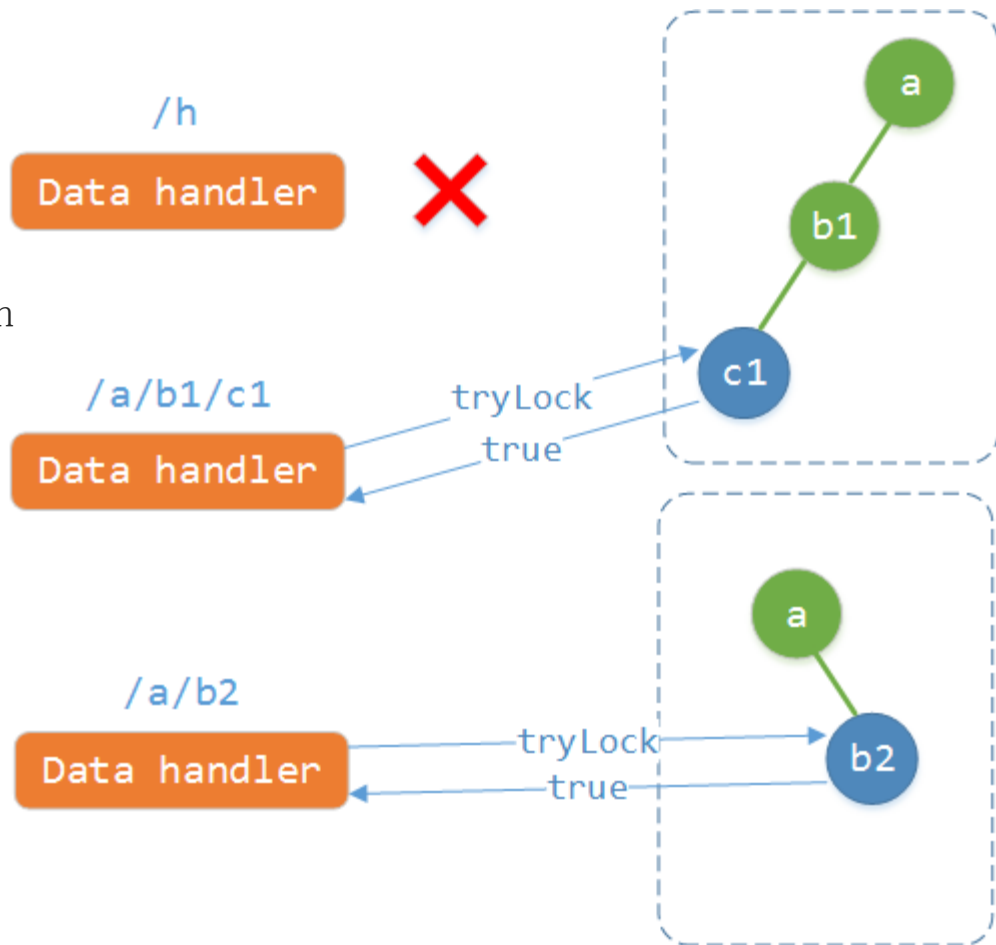 /h
Data handler
a
b1
n
/a/b1/c1
Data handler
tryLock
true
c1
/a/b2
Data handler
tryLock
true
a
b2